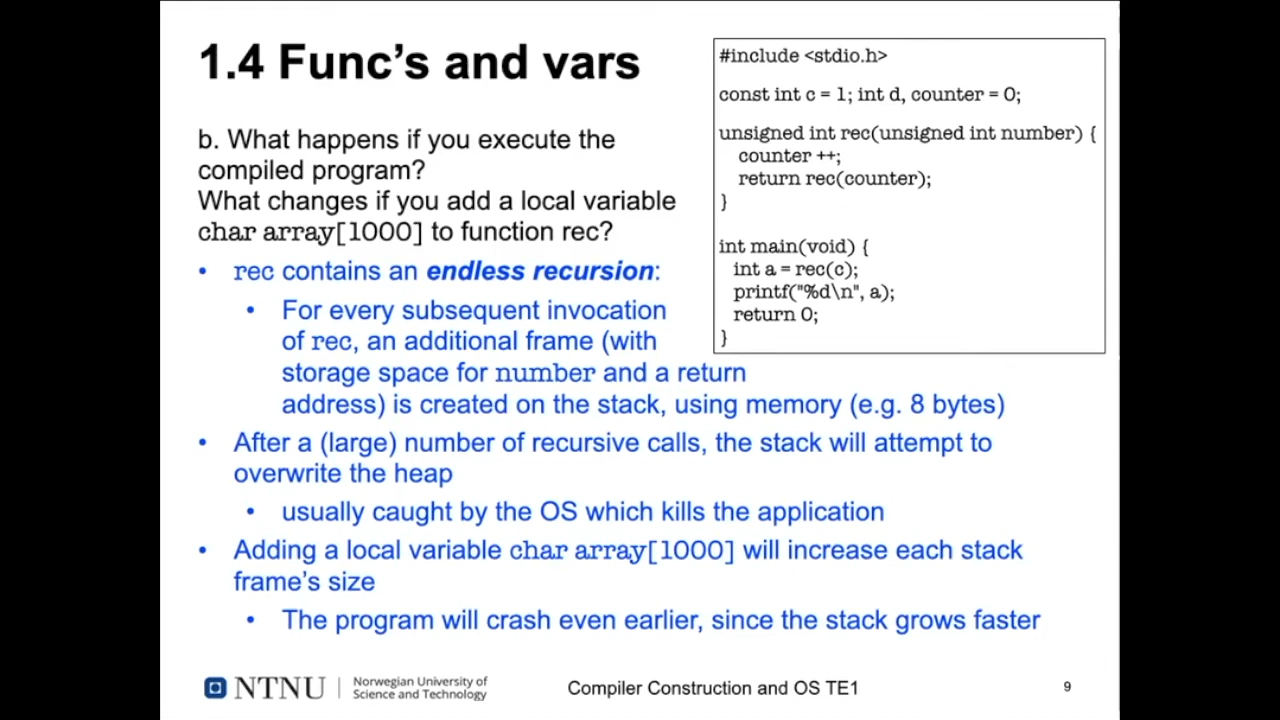 1.4 Func's and vars
b. What happens if you execute the
compiled program?
What changes if you add a local variable
char array[1000] to function rec?
• rec contains an endless recursion:
• For every subsequent invocation
of rec, an additional frame (with
storage space for number and a return
address) is created on the stack, using memory (e.g. 8 bytes)
• After a (large) number of recursive calls, the stack will attempt to
overwrite the heap
• usually caught by the OS which kills the application
• Adding a local variable char array[1000] will increase each stack
frame's size
• The program will crash even earlier, since the stack grows faster
#include <stdio.h>
const int c = 1; int d, counter = 0;
unsigned int rec(unsigned int number) {
counter ++;
return rec(counter);
}
int main(void) {
int a = rec(c);
printf("%d\n", a);
return 0;
}
NTNU
Norwegian University of
Science and Technology
Compiler Construction and OS TE1
9